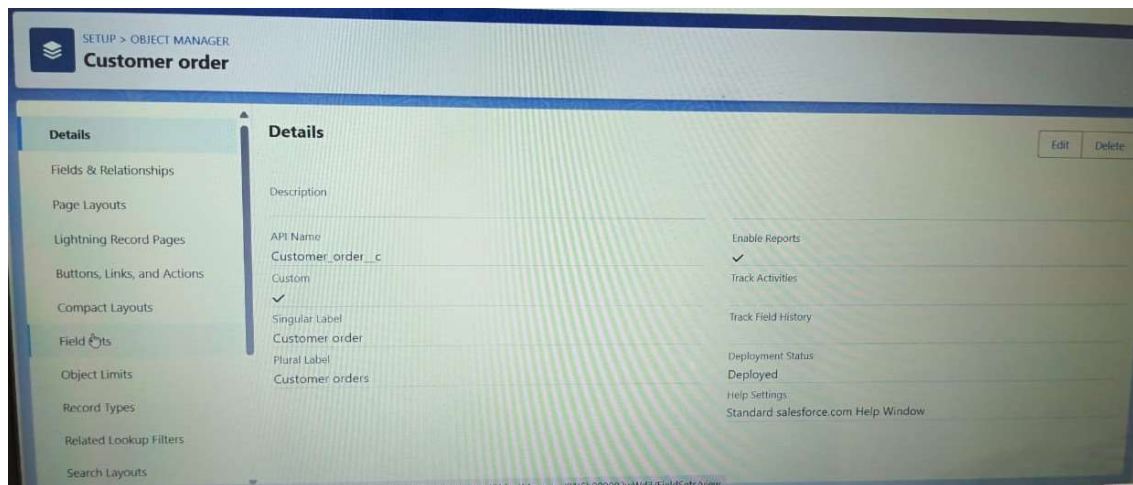 SETUP > OBJECT MANAGER
Customer order
Details
Fields & Relationships
Page Layouts
Lightning Record Pages
Buttons, Links, and Actions
Compact Layouts
Field
Object Limits
Record Types
Related Lookup Filters
Search Layouts
Details
Edit Delete
Description
API Name
Customer_order__c
Custom
Singular Label
Customer order
Plural Label
Customer orders
Enable Reports
Track Activities
Track Field History
Deployment Status
Deployed
Help Settings
Standard salesforce.com Help Window